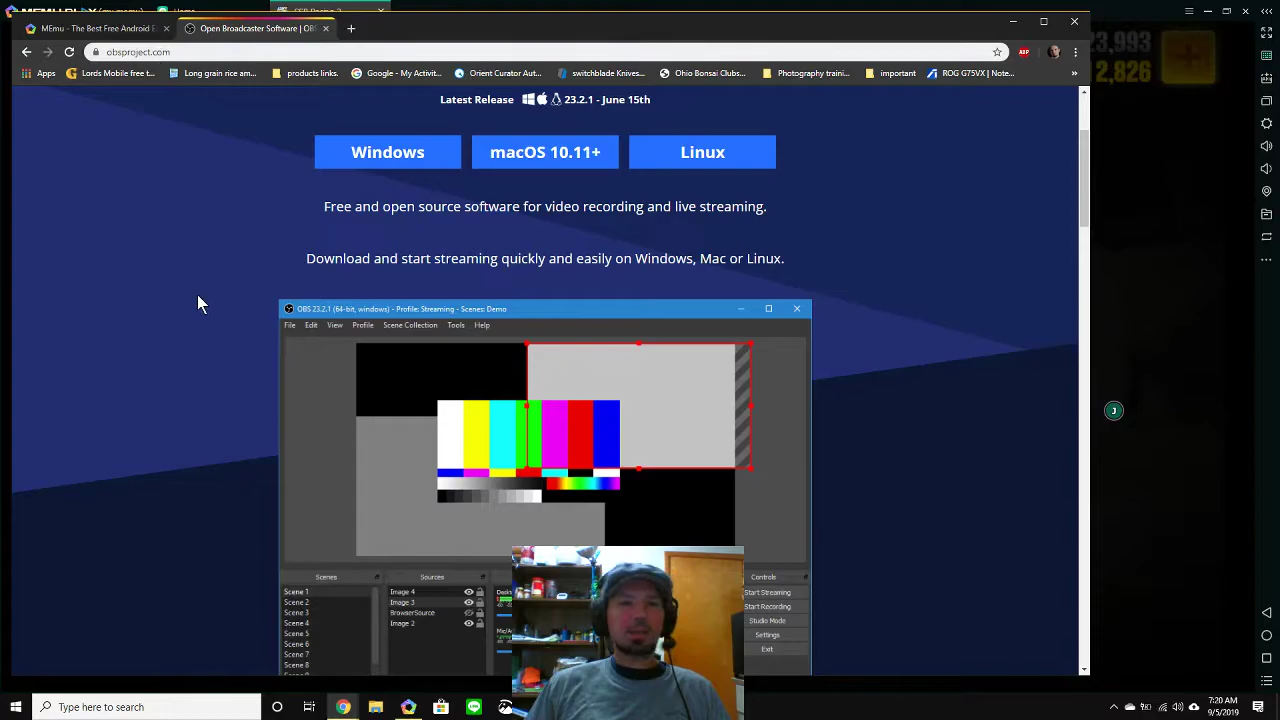 MEmu - The Best Free Android E
Open Broadcaster Software | OBS
obsproject.com
ABP
Apps
Lords Mobile free t...
Long grain rice am...
products links.
Google - My Activit...
Orient Curator Aut...
switchblade Knives...
Ohio Bonsai Clubs...
Photography traini...
important
ROG G75VX | Note...
»
23,993
2,826
Latest Release 23.2.1 - June 15th
Windows
macOS 10.11+
Linux
Free and open source software for video recording and live streaming.
Download and start streaming quickly and easily on Windows, Mac or Linux.
OBS 23.2.1 (64-bit, windows) - Profile: Streaming - Scenes: Demo
File Edit View Profile Scene Collection Tools Help
J
Scenes
Sources
Controls
Scene 1
Scene 2
Scene 3
Scene 4
Scene 5
Scene 6
Scene 7
Scene 8
Image 4
Image 3
BrowserSource
Image 2
Mic/A
Start Streaming
Start Recording
Studio Mode
Settings
Exit
Type here to search
7:20 AM
9/5/2019